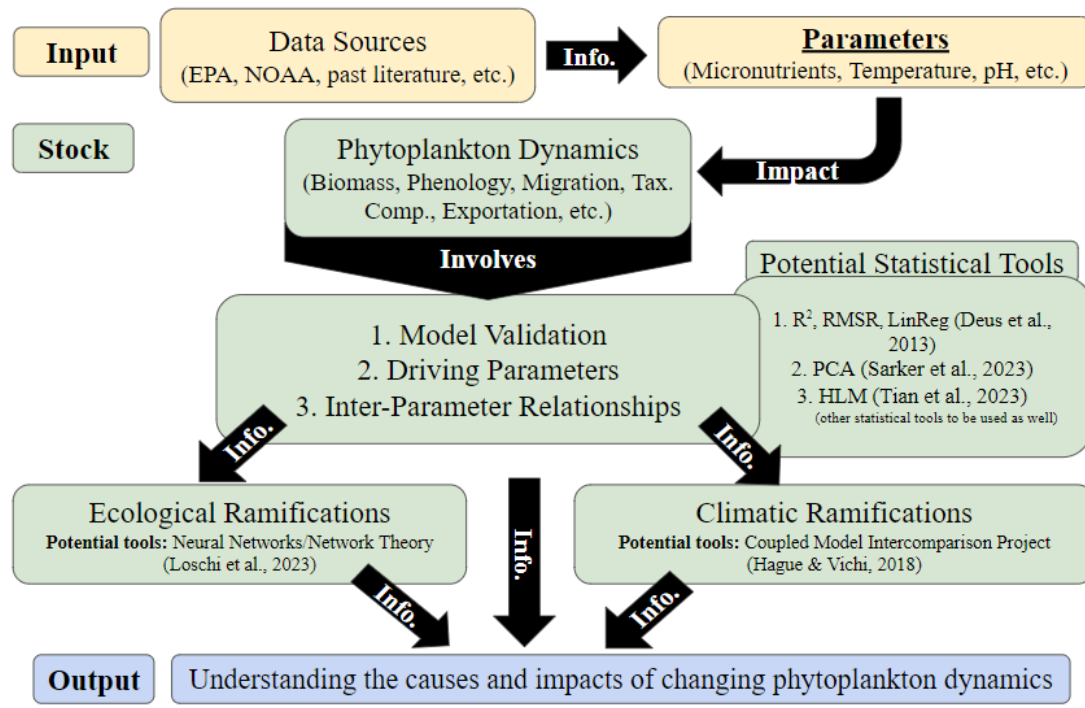 Input
Data Sources
(EPA, NOAA, past literature, etc.)
Info.
Parameters
(Micronutrients, Temperature, pH, etc.)
Stock
Phytoplankton Dynamics
(Biomass, Phenology, Migration, Tax.
Comp., Exportation, etc.)
Impact
Involves
Potential Statistical Tools
1. R², RMSR, LinReg (Deus et al.,
2013)
2. PCA (Sarker et al., 2023)
3. HLM (Tian et al., 2023)
(other statistical tools to be used as well)
1. Model Validation
2. Driving Parameters
3. Inter-Parameter Relationships
Info.
Info.
Info.
Ecological Ramifications
Potential tools: Neural Networks/Network Theory
(Loschi et al., 2023)
Climatic Ramifications
Potential tools: Coupled Model Intercomparison Project
(Hague & Vichi, 2018)
Info.
Info.
Output
Understanding the causes and impacts of changing phytoplankton dynamics